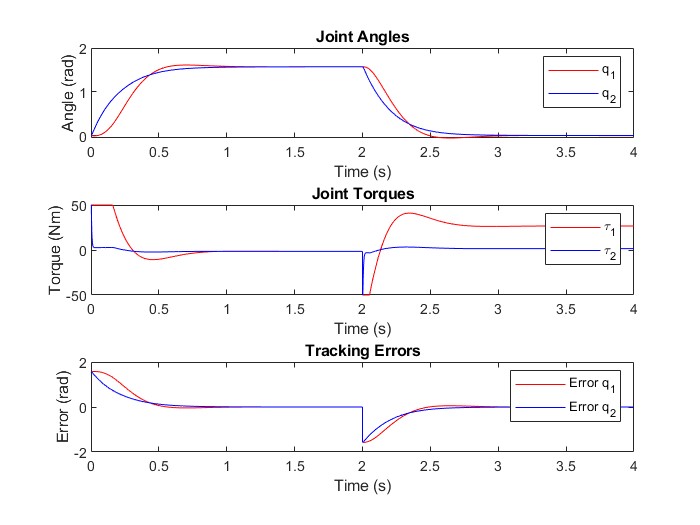 Joint Angles
Angle (rad)
2
1
0
q1
q2
0 0.5 1 1.5 2 2.5 3 3.5 4
Time (s)
Joint Torques
Torque (Nm)
50
0
-50
τ1
τ2
0 0.5 1 1.5 2 2.5 3 3.5 4
Time (s)
Tracking Errors
Error (rad)
2
0
-2
Error q1
Error q2
0 0.5 1 1.5 2 2.5 3 3.5 4
Time (s)